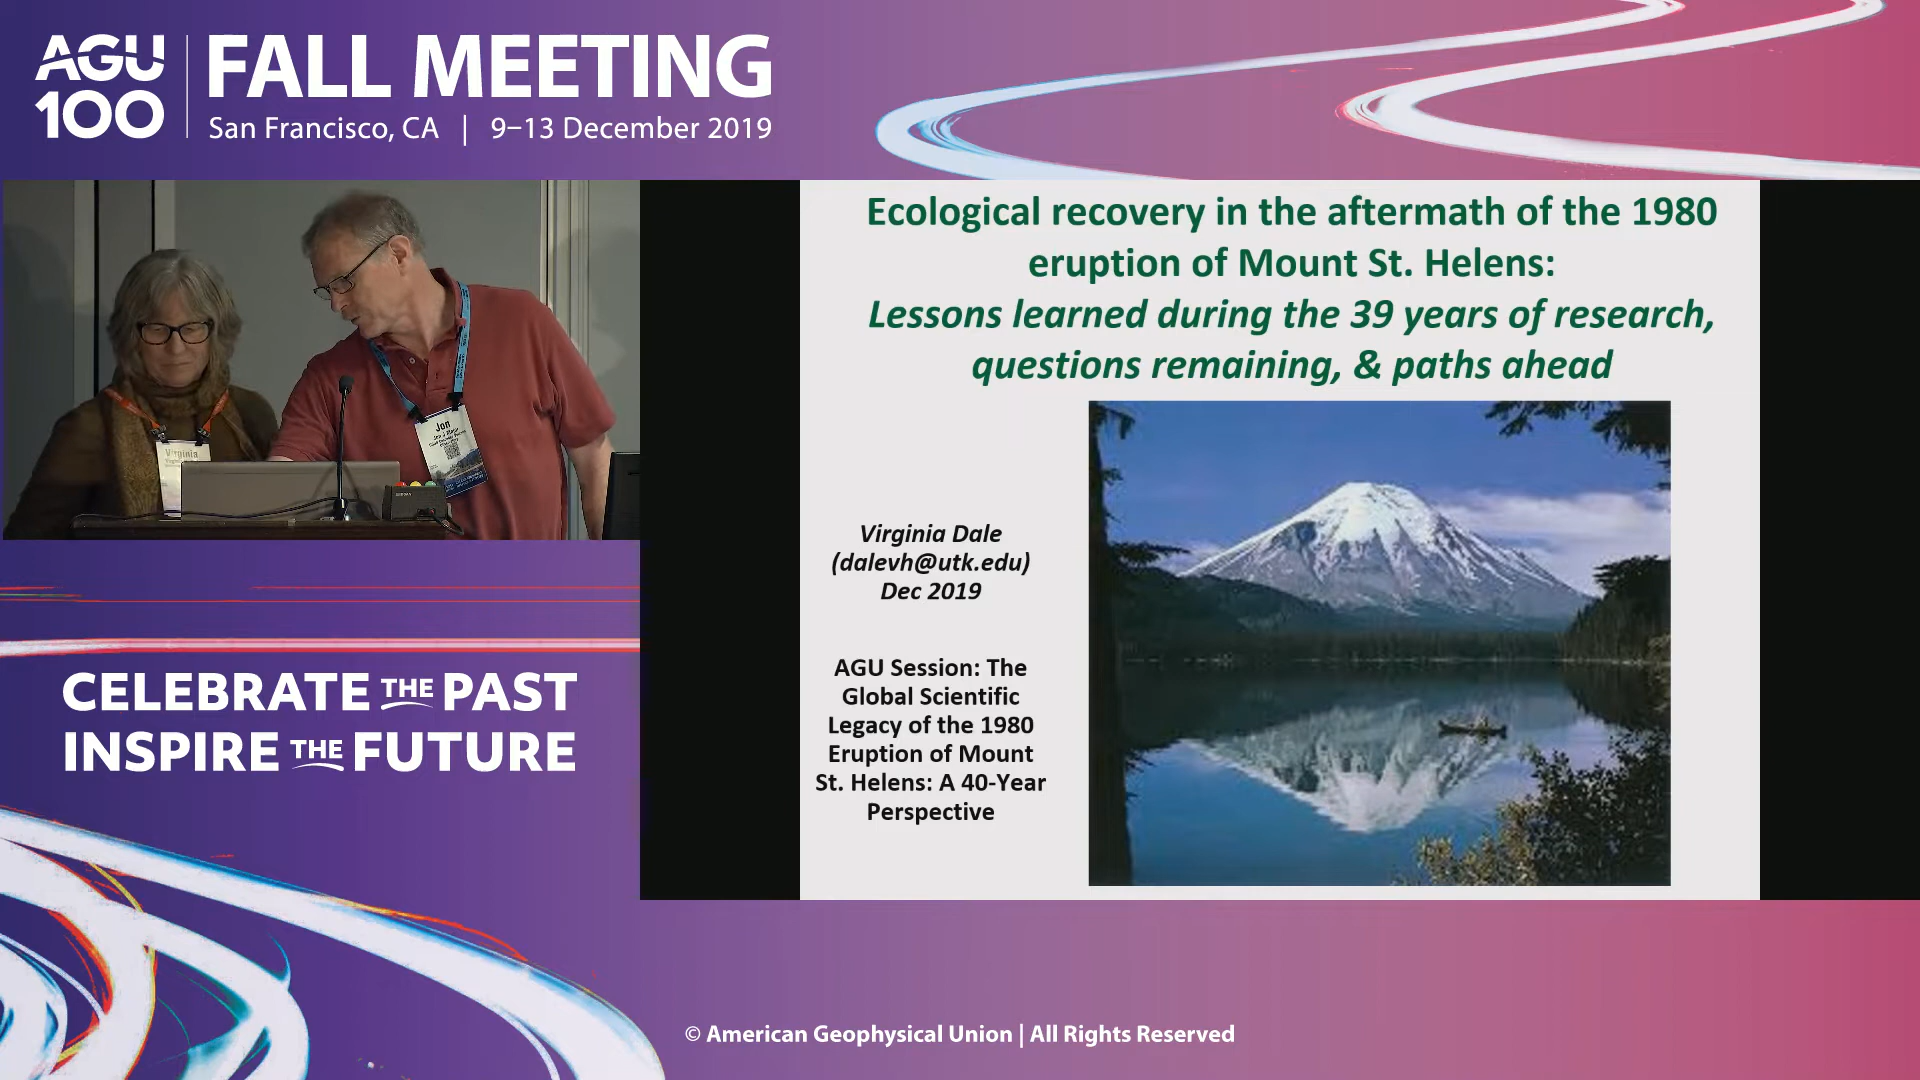 AGU
100
FALL MEETING
San Francisco, CA | 9–13 December 2019
Ecological recovery in the aftermath of the 1980
eruption of Mount St. Helens:
Lessons learned during the 39 years of research,
questions remaining, & paths ahead
Virginia Dale
(dalevh@utk.edu)
Dec 2019
AGU Session: The
Global Scientific
Legacy of the 1980
Eruption of Mount
St. Helens: A 40-Year
Perspective
Virginia
Jon
CELEBRATE THE PAST
INSPIRE THE FUTURE
© American Geophysical Union | All Rights Reserved